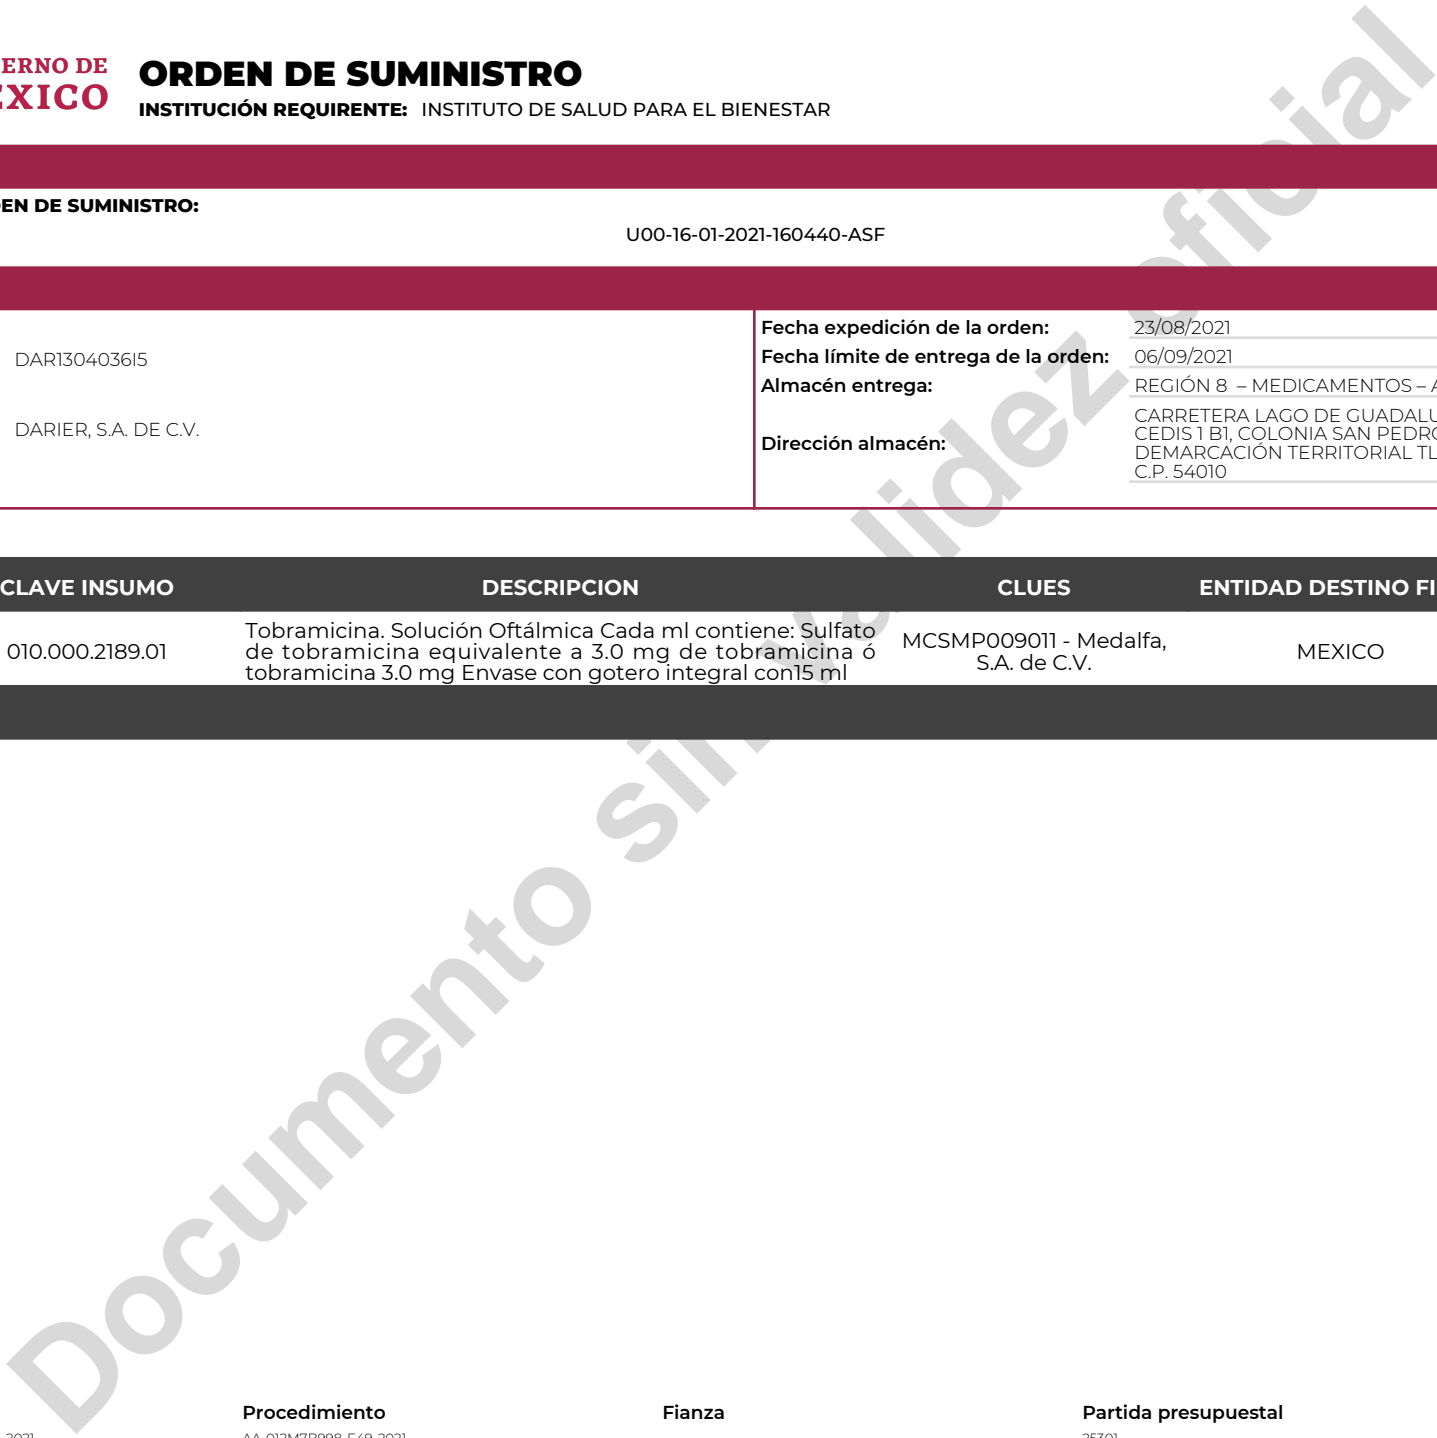 ERNO DE
EXICO
ORDEN DE SUMINISTRO
INSTITUCIÓN REQUIRENTE: INSTITUTO DE SALUD PARA EL BIENESTAR
EN DE SUMINISTRO:
U00-16-01-2021-160440-ASF
DAR1304036I5
DARIER, S.A. DE C.V.
Fecha expedición de la orden: 23/08/2021
Fecha límite de entrega de la orden: 06/09/2021
Almacén entrega: REGIÓN 8 – MEDICAMENTOS – A
Dirección almacén:
CARRETERA LAGO DE GUADALU
CEDIS 1 B1, COLONIA SAN PEDRO
DEMARCACIÓN TERRITORIAL TL
C.P. 54010
CLAVE INSUMO DESCRIPCION CLUES ENTIDAD DESTINO FI
010.000.2189.01
Tobramicina. Solución Oftálmica Cada ml contiene: Sulfato
de tobramicina equivalente a 3.0 mg de tobramicina ó
tobramicina 3.0 mg Envase con gotero integral con15 ml
MCSMP009011 - Medalfa,
S.A. de C.V.
MEXICO
Documento sin validez oficial
Procedimiento Fianza Partida presupuestal